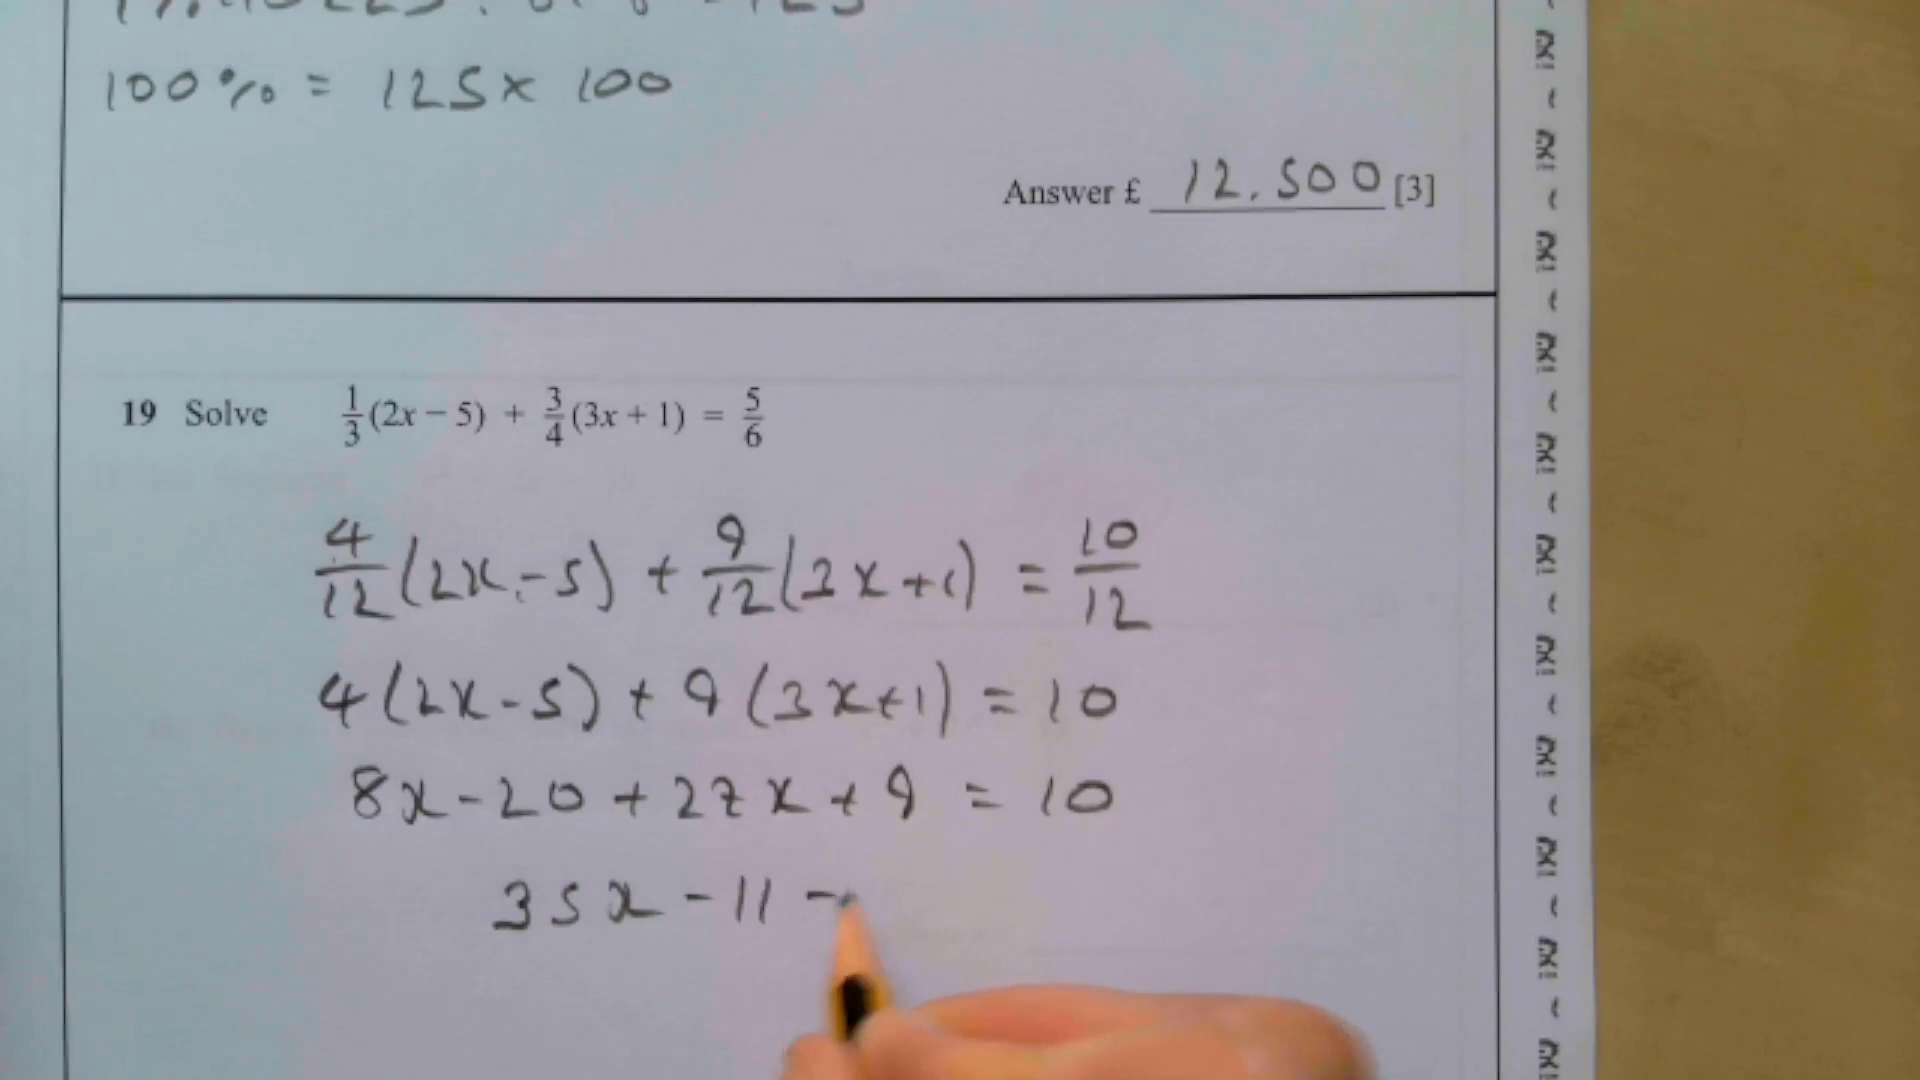 100% = 125 x 100
Answer £ 12,500 [3]
19 Solve 1/3(2x − 5) + 3/4(3x + 1) = 5/6
4/12(2x-5) + 9/12(3x+1) = 10/12
4(2x-5) + 9(3x+1) = 10
8x-20 + 27x + 9 = 10
35x - 11